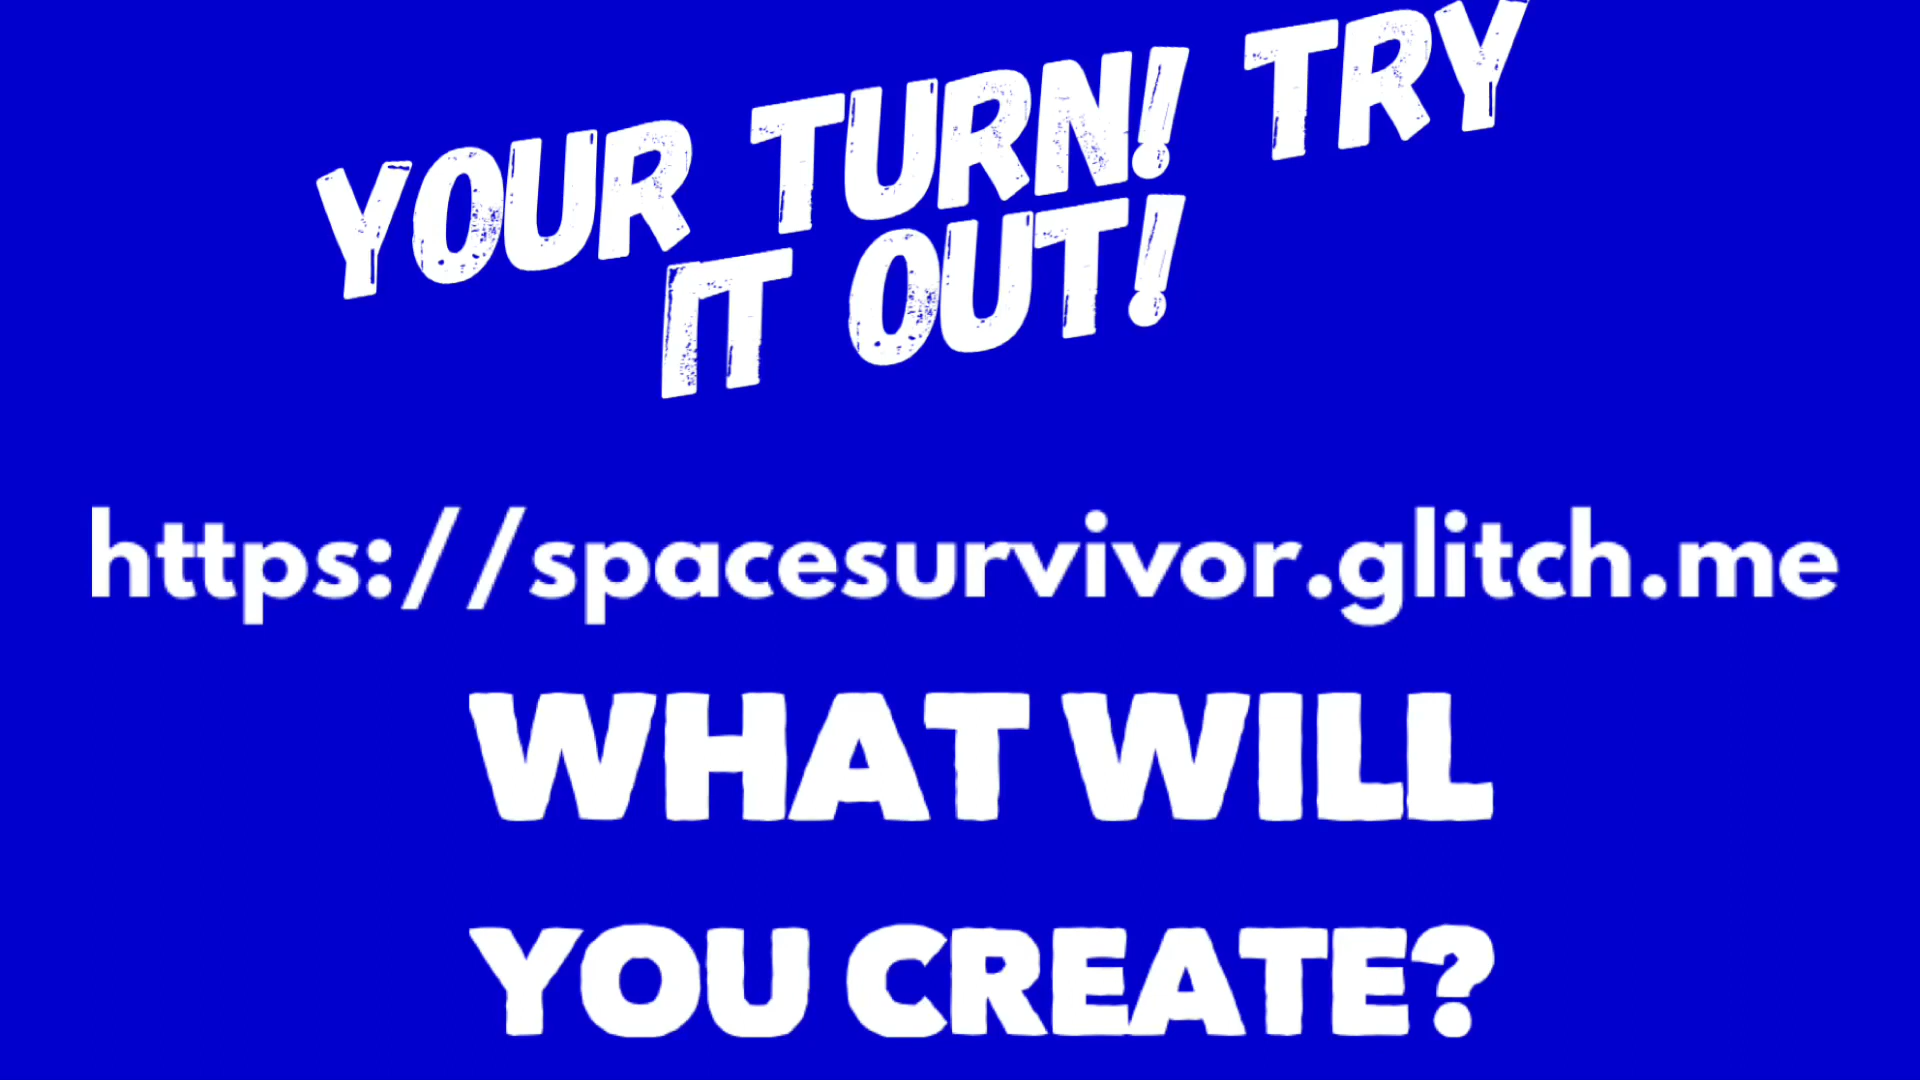 YOUR TURN! TRY
IT OUT!
https://spacesurvivor.glitch.me
WHAT WILL
YOU CREATE?